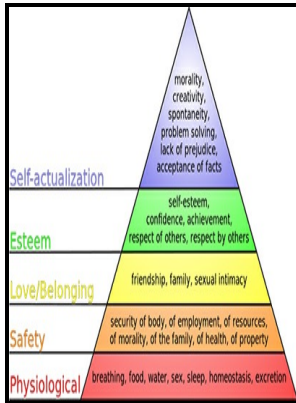 morality,
creativity,
spontaneity,
problem solving,
lack of prejudice,
acceptance of facts
Self-actualization
self-esteem,
confidence, achievement,
respect of others, respect by others
Esteem
friendship, family, sexual intimacy
Love/Belonging
security of body, of employment, of resources,
of morality, of the family, of health, of property
Safety
breathing, food, water, sex, sleep, homeostasis, excretion
Physiological